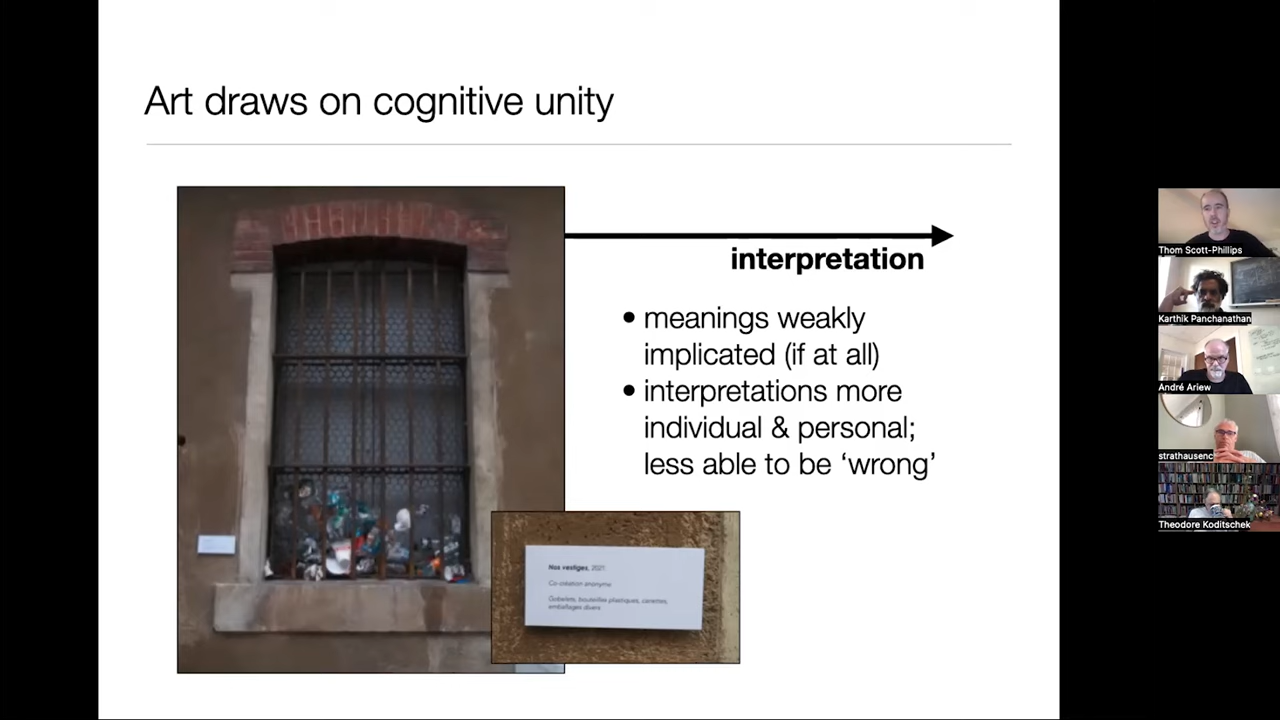 Art draws on cognitive unity
interpretation
• meanings weakly
implicated (if at all)
• interpretations more
individual & personal;
less able to be ‘wrong’
Nos vestiges, 2021
Co-création anonyme
Gobelets, bouteilles plastiques, canettes,
emballages divers
Thom Scott-Phillips
Karthik Panchanathan
André Ariew
strathausenc
Theodore Koditschek